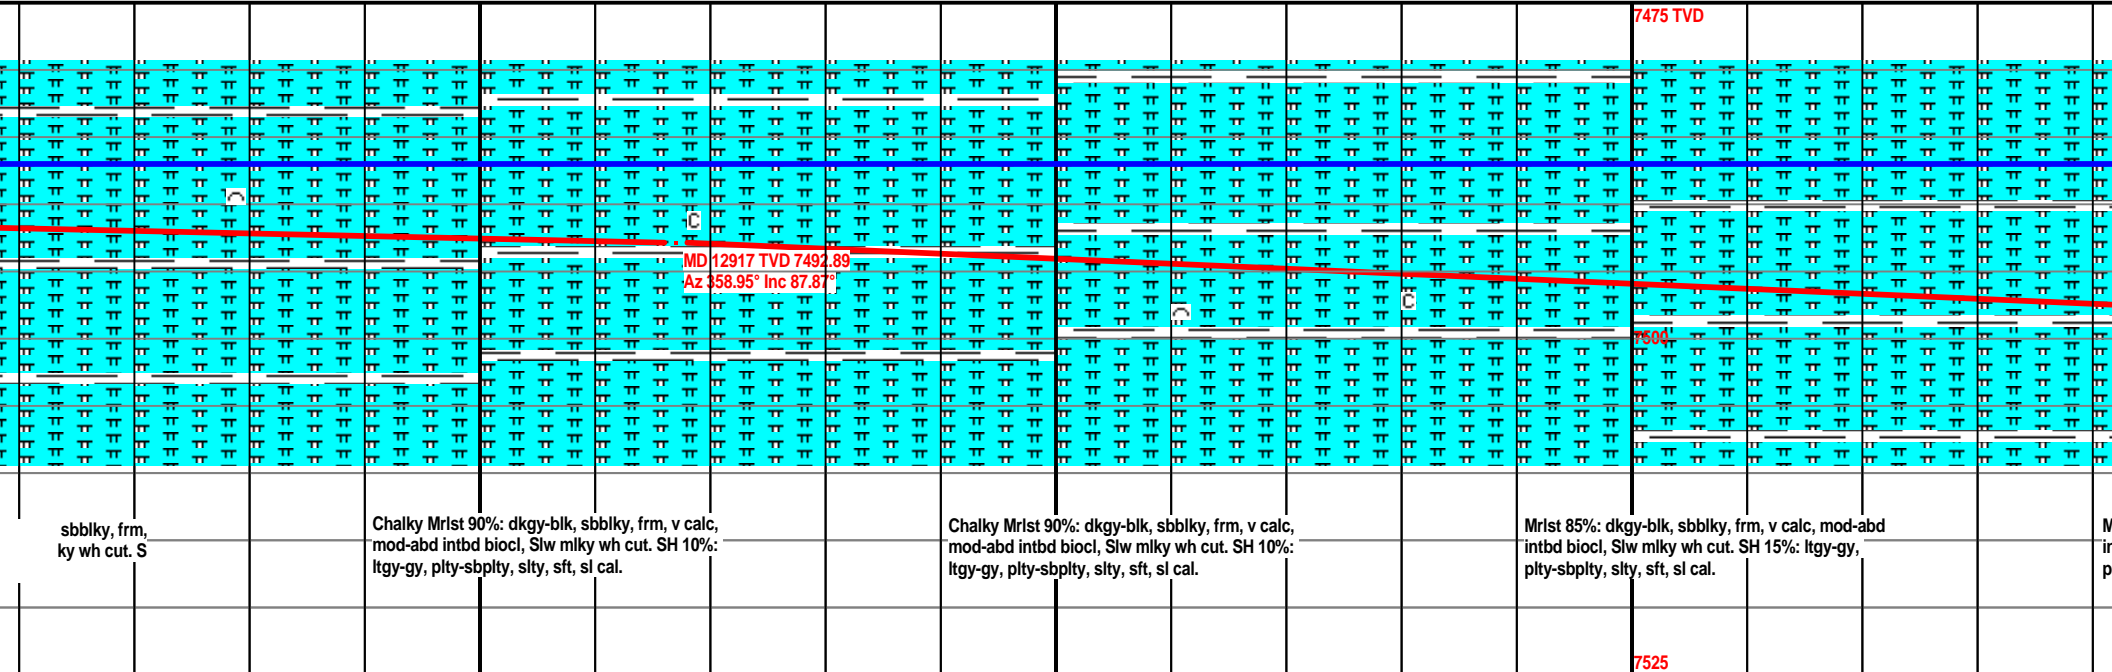 7475 TVD
C
MD 12917 TVD 7492.89
Az 358.95° Inc 87.87°
C
7500
sbblky, frm,
ky wh cut. S
Chalky Mrlst 90%: dkgy-blk, sbblky, frm, v calc,
mod-abd intbd biocl, Slw mlky wh cut. SH 10%:
ltgy-gy, plty-sbplty, slty, sft, sl cal.
Chalky Mrlst 90%: dkgy-blk, sbblky, frm, v calc,
mod-abd intbd biocl, Slw mlky wh cut. SH 10%:
ltgy-gy, plty-sbplty, slty, sft, sl cal.
Mrlst 85%: dkgy-blk, sbblky, frm, v calc, mod-abd
intbd biocl, Slw mlky wh cut. SH 15%: ltgy-gy,
plty-sbplty, slty, sft, sl cal.
M
in
p
7525